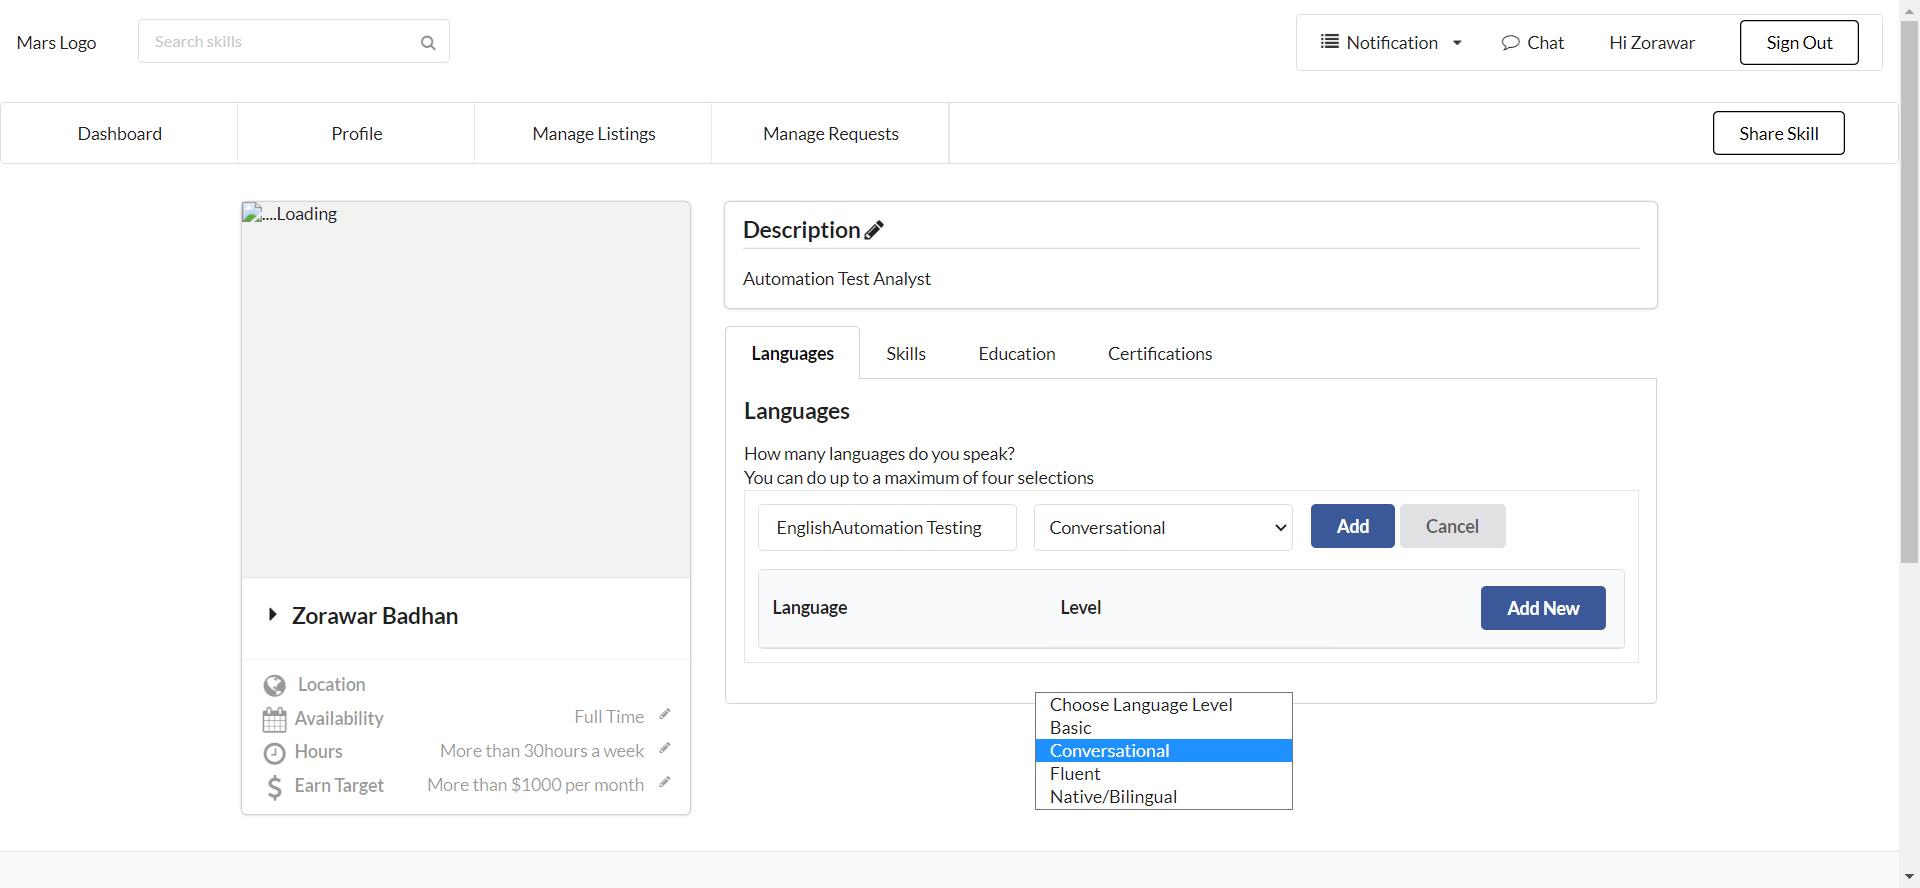 Mars Logo
Search skills
Notification
Chat
Hi Zorawar
Sign Out
Dashboard
Profile
Manage Listings
Manage Requests
Share Skill
....Loading
Zorawar Badhan
Location
Availability
Full Time
Hours
More than 30hours a week
Earn Target
More than $1000 per month
Description
Automation Test Analyst
Languages
Skills
Education
Certifications
Languages
How many languages do you speak?
You can do up to a maximum of four selections
EnglishAutomation Testing
Conversational
Add
Cancel
Language
Level
Add New
Choose Language Level
Basic
Conversational
Fluent
Native/Bilingual